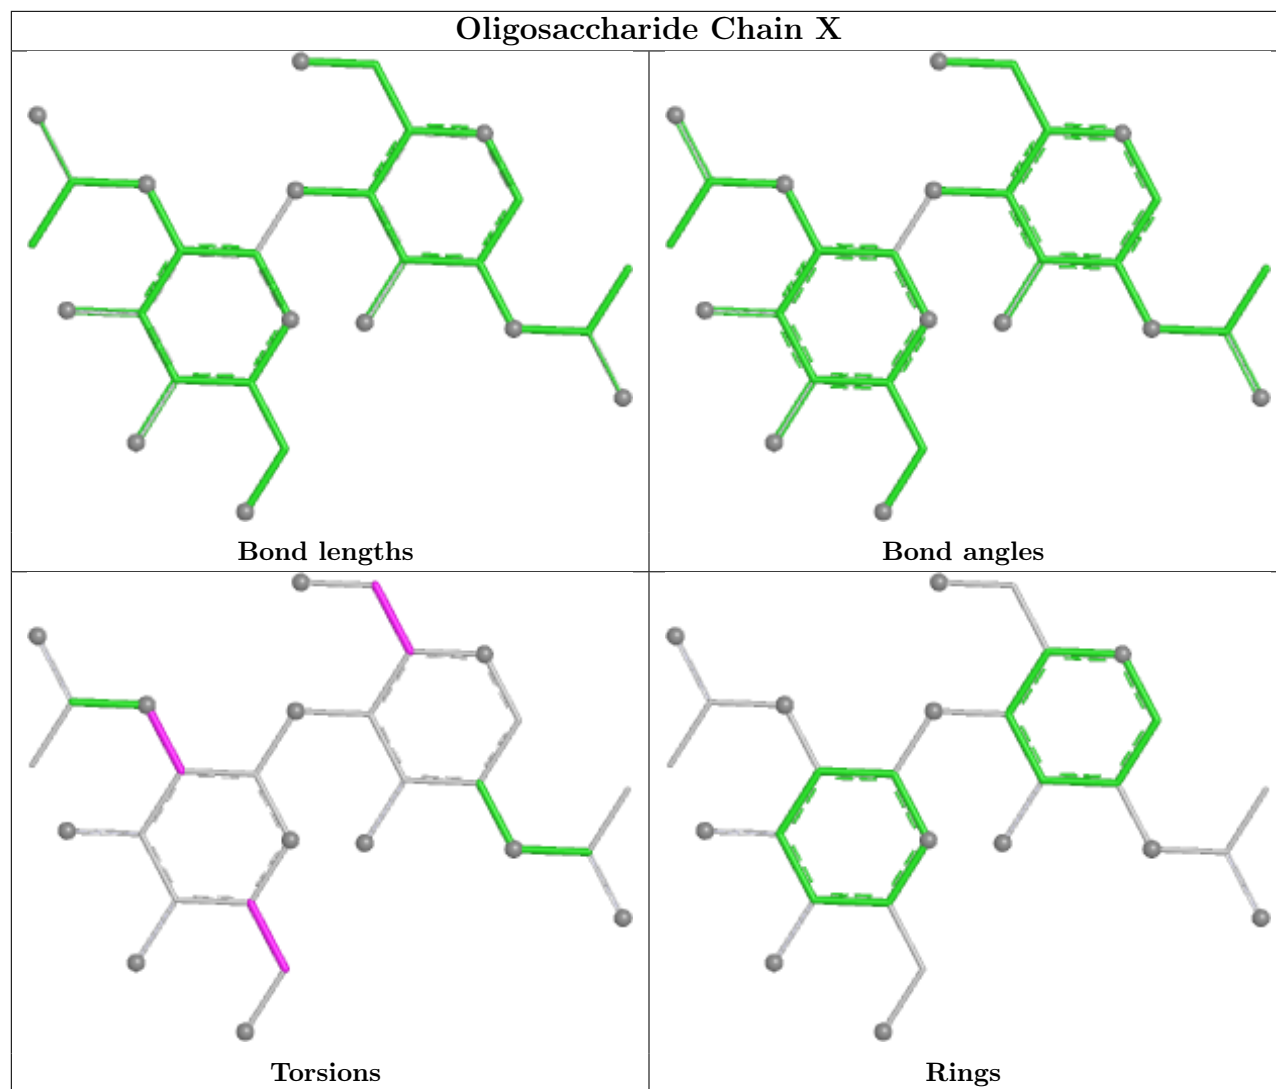 Oligosaccharide Chain X
Bond lengths
Bond angles
Torsions
Rings